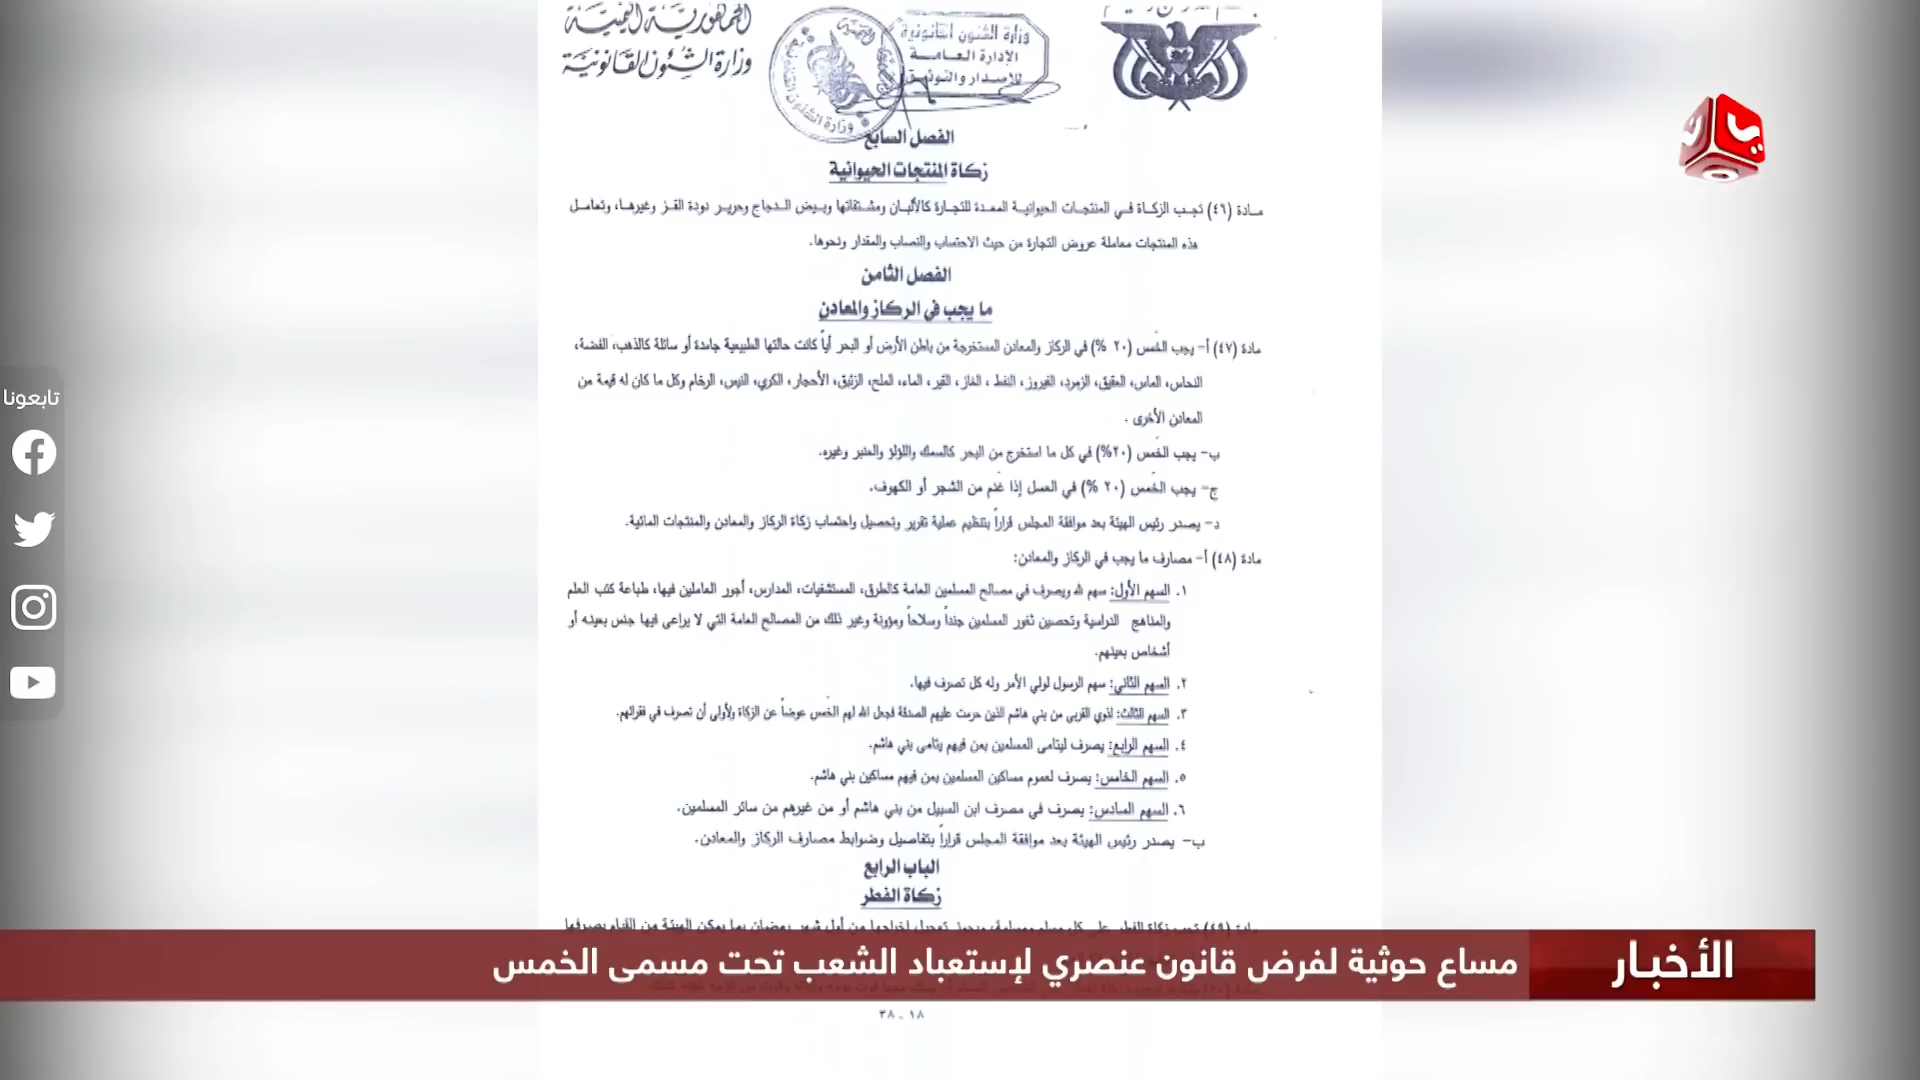 الجمهورية اليمنية
وزارة الشئون القانونية
وزارة الشئون القانونية
الإدارة العامة
للإصدار والتوثيق
وزارة الشئون القانونية
الفصل السابع
زكاة المنتجات الحيوانية
مادة (٤٦) تجب الزكاة في المنتجات الحيوانية المعدة للتجارة كالألبان ومشتقاتها وبيض الدجاج وحرير دودة القز وغيرها، وتعامل
هذه المنتجات معاملة عروض التجارة من حيث الاحتساب والنصاب والمقدار ونحوها.
الفصل الثامن
ما يجب في الركاز والمعادن
مادة (٤٧) أ- يجب الخُمس (٢٠ %) في الركاز والمعادن المستخرجة من باطن الأرض أو البحر أياً كانت حالتها الطبيعية جامدة أو سائلة كالذهب، الفضة،
النحاس، الماس، العقيق، الزمرد، الفيروز، النفط، الغاز، القير، الماء، الملح، الزئبق، الأحجار، الكري، النيس، الرخام وكل ما كان له قيمة من
المعادن الأخرى .
ب- يجب الخُمس (٢٠%) في كل ما استخرج من البحر كالسمك واللؤلؤ والعنبر وغيره.
ج- يجب الخُمس (٢٠ %) في العسل إذا غنم من الشجر أو الكهوف.
د- يصدر رئيس الهيئة بعد موافقة المجلس قراراً بتنظيم عملية تقرير وتحصيل واحتساب زكاة الركاز والمعادن والمنتجات المائية.
مادة (٤٨) أ- مصارف ما يجب في الركاز والمعادن:
١. السهم الأول: سهم لله ويصرف في مصالح المسلمين العامة كالطرق، المستشفيات، المدارس، أجور العاملين فيها، طباعة كتب العلم
والمناهج الدراسية وتحصين ثغور المسلمين جنداً وسلاحاً ومؤونة وغير ذلك من المصالح العامة التي لا يراعى فيها جنس بعينه أو
أشخاص بعينهم.
٢. السهم الثاني: سهم الرسول لولي الأمر وله كل تصرف فيها.
٣. السهم الثالث: لذوي القربى من بني هاشم الذين حرمت عليهم الصدقة فجعل الله لهم الخُمس عوضاً عن الزكاة والأولى أن تصرف في فقرائهم.
٤. السهم الرابع: يصرف ليتامى المسلمين بمن فيهم يتامى بني هاشم.
٥. السهم الخامس: يصرف لعموم مساكين المسلمين بمن فيهم مساكين بني هاشم.
٦. السهم السادس: يصرف في مصرف ابن السبيل من بني هاشم أو من غيرهم من سائر المسلمين.
ب- يصدر رئيس الهيئة بعد موافقة المجلس قراراً بتفاصيل وضوابط مصارف الركاز والمعادن.
الباب الرابع
زكاة الفطر
١٨ - ٣٨
تابعونا
الأخبار
مساع حوثية لفرض قانون عنصري لإستعباد الشعب تحت مسمى الخمس